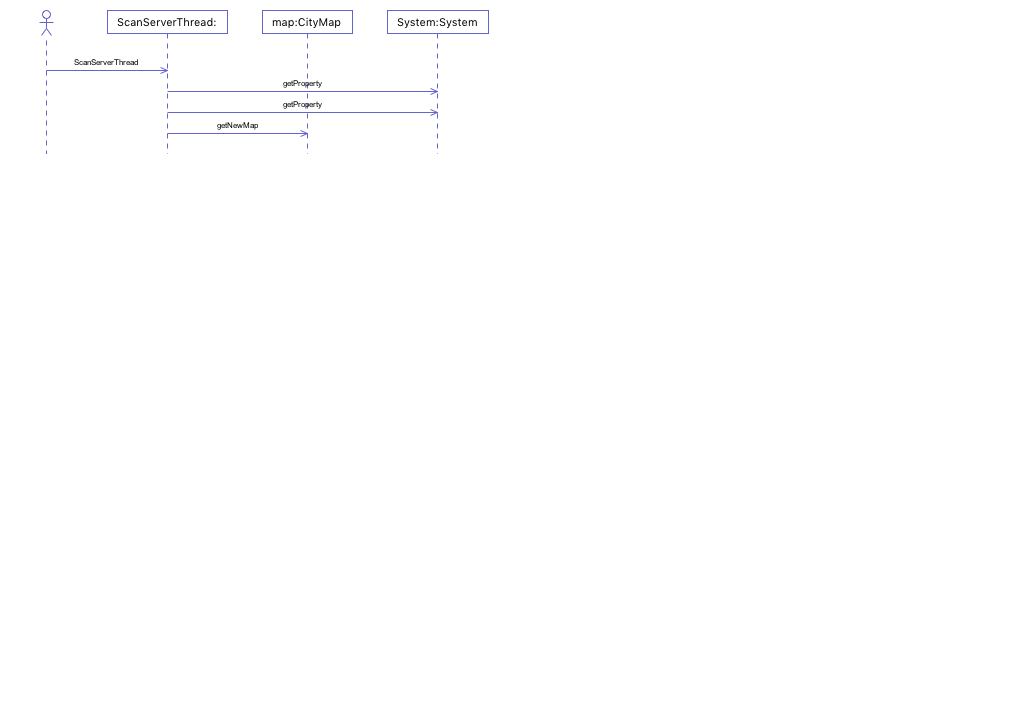 ScanServerThread:
map:CityMap
System:System
ScanServerThread
getProperty
getProperty
getNewMap